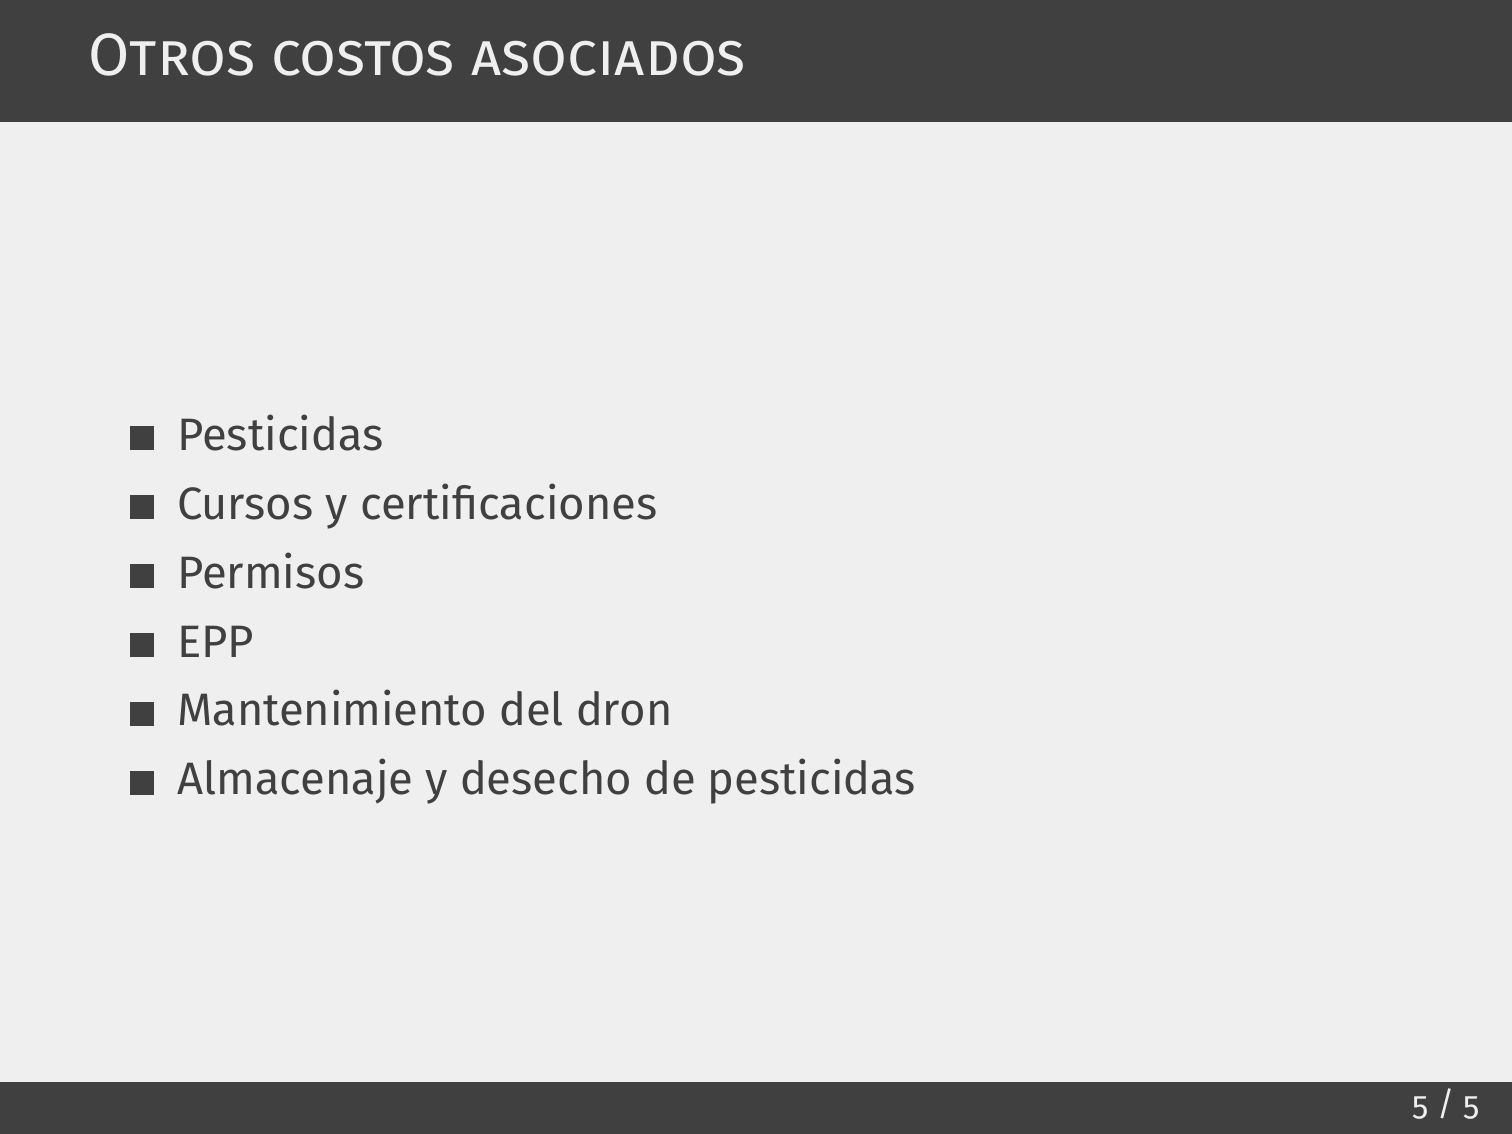 Otros costos asociados
Pesticidas
Cursos y certificaciones
Permisos
EPP
Mantenimiento del dron
Almacenaje y desecho de pesticidas
5 / 5